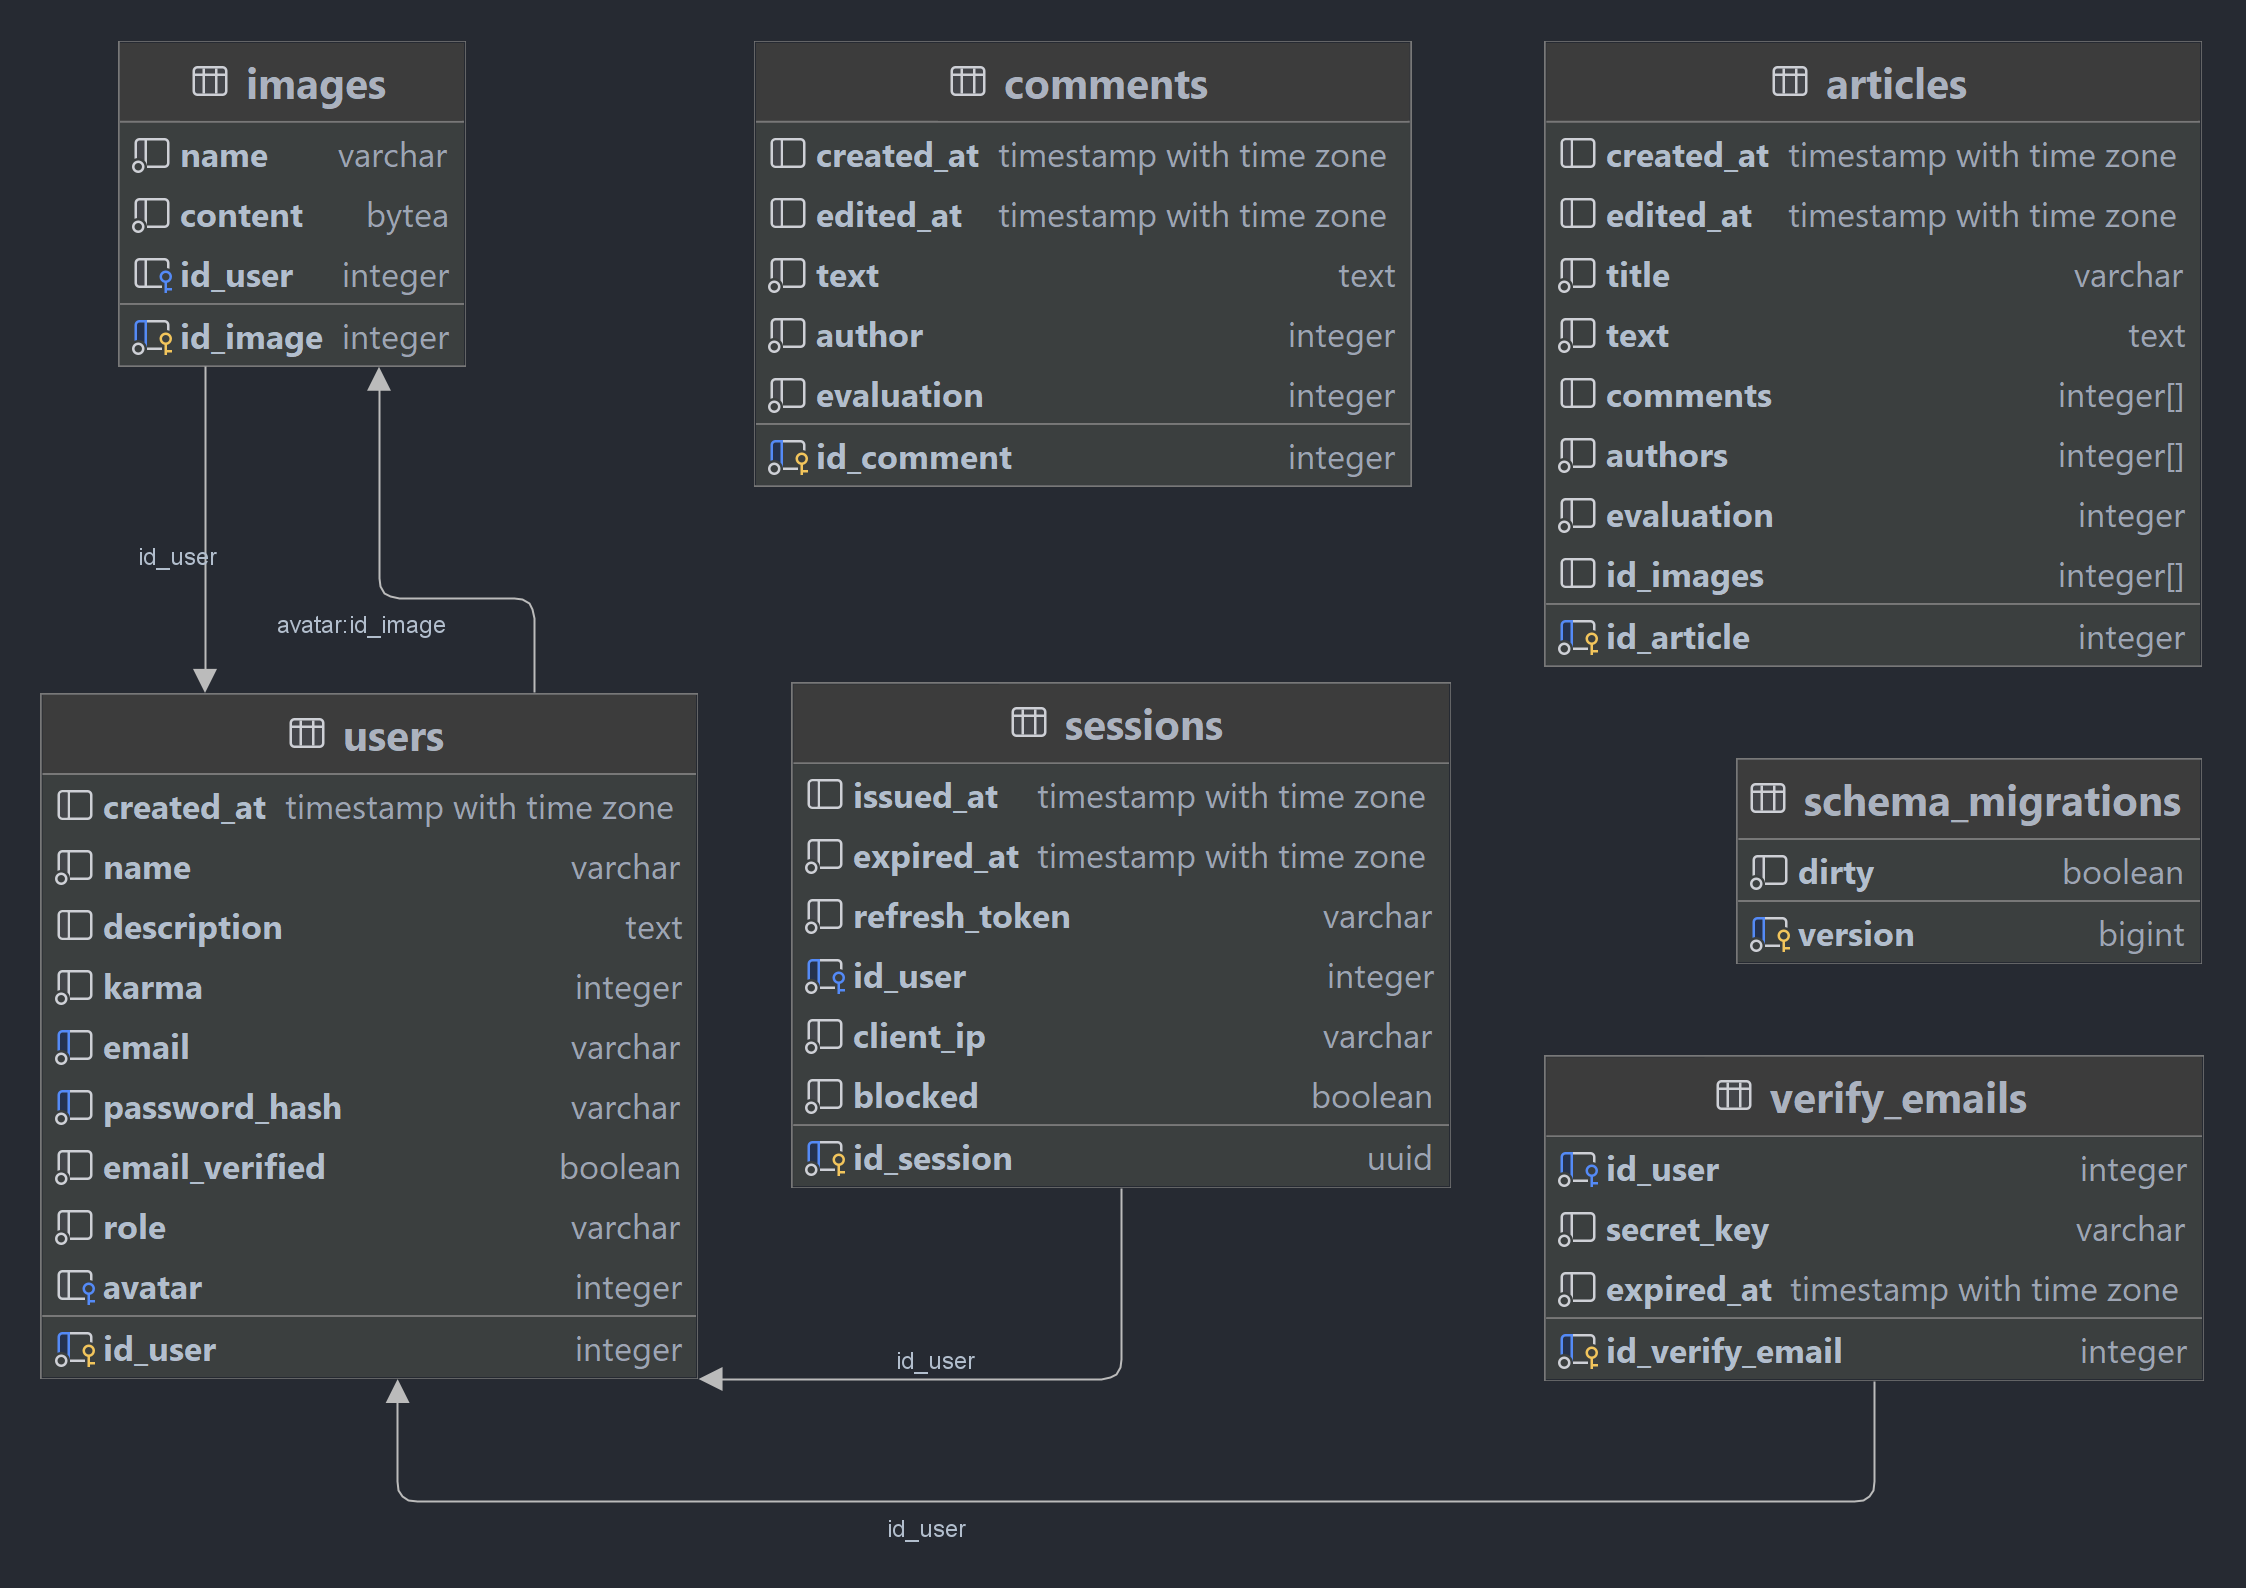 images
name varchar
content bytea
id_user integer
id_image integer
comments
created_at timestamp with time zone
edited_at timestamp with time zone
text text
author integer
evaluation integer
id_comment integer
articles
created_at timestamp with time zone
edited_at timestamp with time zone
title varchar
text text
comments integer[]
authors integer[]
evaluation integer
id_images integer[]
id_article integer
id_user
avatar:id_image
users
created_at timestamp with time zone
name varchar
description text
karma integer
email varchar
password_hash varchar
email_verified boolean
role varchar
avatar integer
id_user integer
sessions
issued_at timestamp with time zone
expired_at timestamp with time zone
refresh_token varchar
id_user integer
client_ip varchar
blocked boolean
id_session uuid
schema_migrations
dirty boolean
version bigint
verify_emails
id_user integer
secret_key varchar
expired_at timestamp with time zone
id_verify_email integer
id_user
id_user